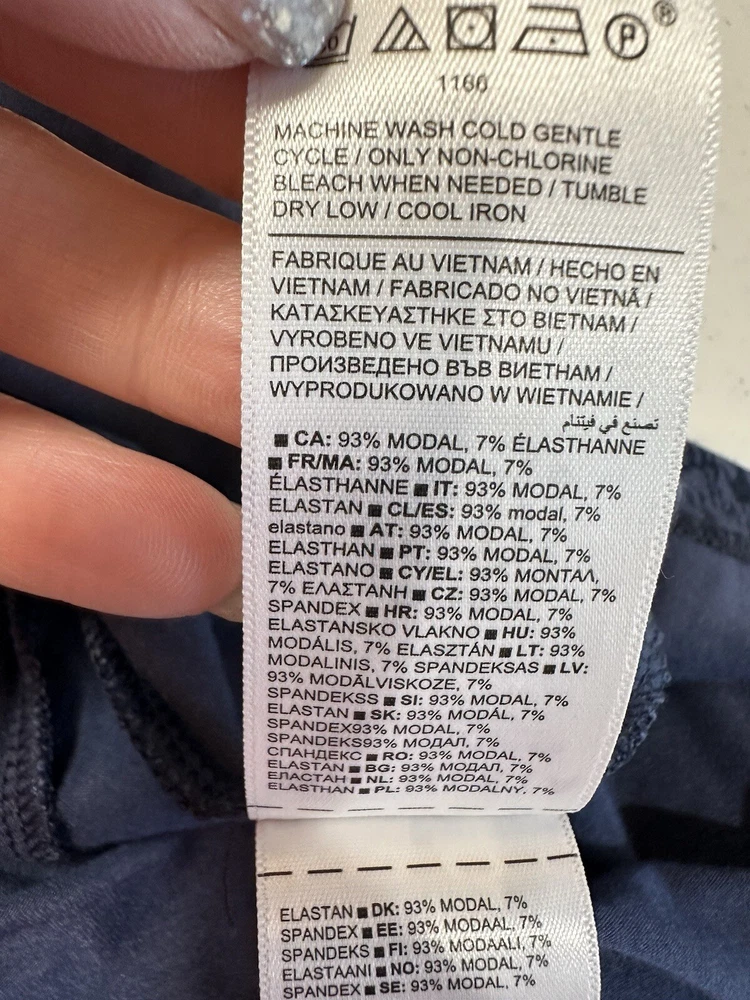 P ®
1166
MACHINE WASH COLD GENTLE
CYCLE / ONLY NON-CHLORINE
BLEACH WHEN NEEDED / TUMBLE
DRY LOW / COOL IRON
FABRIQUE AU VIETNAM / HECHO EN
VIETNAM / FABRICADO NO VIETNÃ /
ΚΑΤΑΣΚΕΥΑΣΤΗΚΕ ΣΤΟ ΒΙΕΤΝΑΜ /
VYROBENO VE VIETNAMU /
ПРОИЗВЕДЕНО ВЪВ ВИЕТНАМ /
WYPRODUKOWANO W WIETNAMIE /
تصنع في فيتنام
■ CA: 93% MODAL, 7% ÉLASTHANNE
■ FR/MA: 93% MODAL, 7%
ÉLASTHANNE ■ IT: 93% MODAL, 7%
ELASTAN ■ CL/ES: 93% modal, 7%
elastano ■ AT: 93% MODAL, 7%
ELASTHAN ■ PT: 93% MODAL, 7%
ELASTANO ■ CY/EL: 93% ΜΟΝΤΑΛ,
7% ΕΛΑΣΤΑΝΗ ■ CZ: 93% MODAL, 7%
SPANDEX ■ HR: 93% MODAL, 7%
ELASTANSKO VLAKNO ■ HU: 93%
MODÁLIS, 7% ELASZTÁN ■ LT: 93%
MODALINIS, 7% SPANDEKSAS ■ LV:
93% MODĀLVISKOZE, 7%
SPANDEKSS ■ SI: 93% MODAL, 7%
ELASTAN ■ SK: 93% MODÁL, 7%
SPANDEX93% MODAL, 7%
SPANDEKS93% МОДАЛ, 7%
СПАНДЕКС ■ RO: 93% MODAL, 7%
ELASTAN ■ BG: 93% МОДАЛ, 7%
ЕЛАСТАН ■ NL: 93% MODAL, 7%
ELASTHAN ■ PL: 93% MODALNY, 7%
ELASTAN ■ DK: 93% MODAL, 7%
SPANDEX ■ EE: 93% MODAAL, 7%
SPANDEKS ■ FI: 93% MODAALI, 7%
ELASTAANI ■ NO: 93% MODAL, 7%
SPANDEX ■ SE: 93% MODAL, 7%